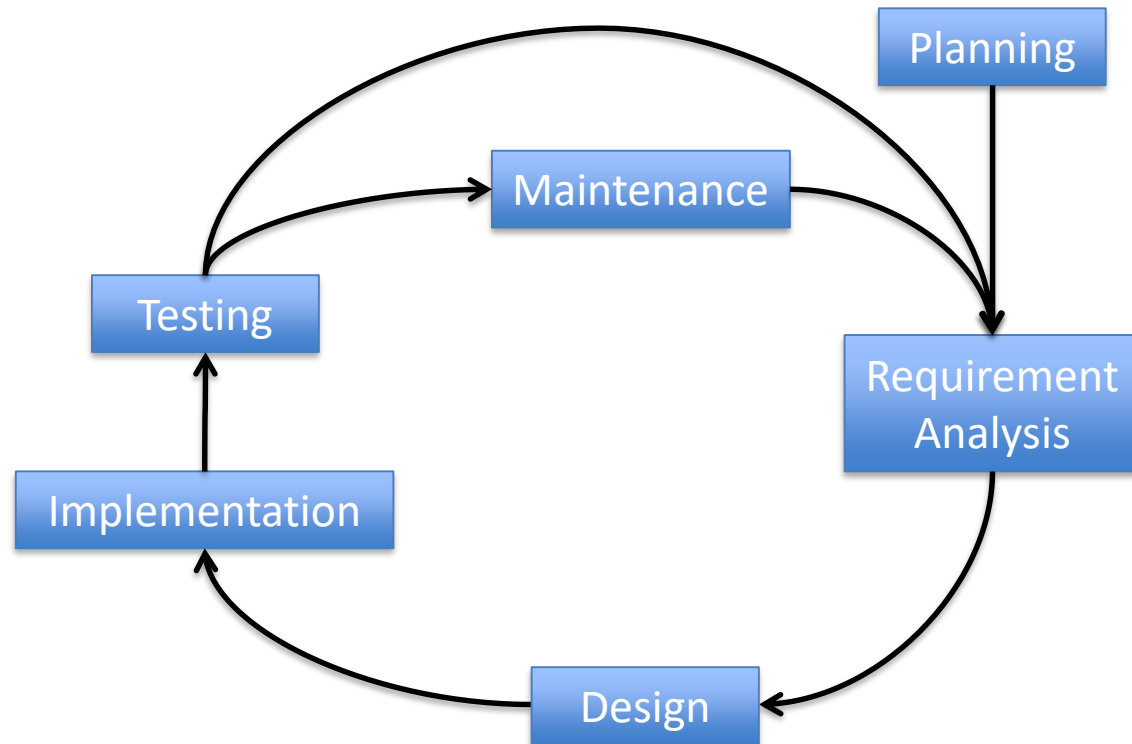 Planning
Maintenance
Testing
Requirement
Analysis
Implementation
Design